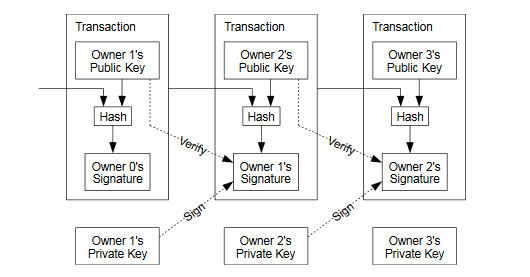 Transaction
Owner 1's
Public Key
Hash
Owner 0's
Signature
Transaction
Owner 2's
Public Key
Hash
Verify
Owner 1's
Signature
Transaction
Owner 3's
Public Key
Hash
Verify
Owner 2's
Signature
Owner 1's
Private Key
Sign
Owner 2's
Private Key
Sign
Owner 3's
Private Key